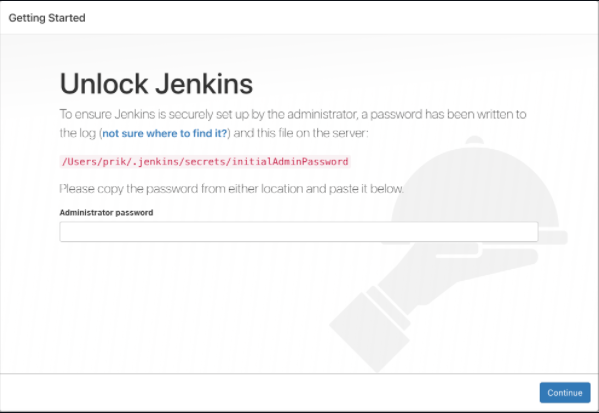 Getting Started
Unlock Jenkins
To ensure Jenkins is securely set up by the administrator, a password has been written to
the log (not sure where to find it?) and this file on the server:
/Users/prik/.jenkins/secrets/initialAdminPassword
Please copy the password from either location and paste it below.
Administrator password
Continue